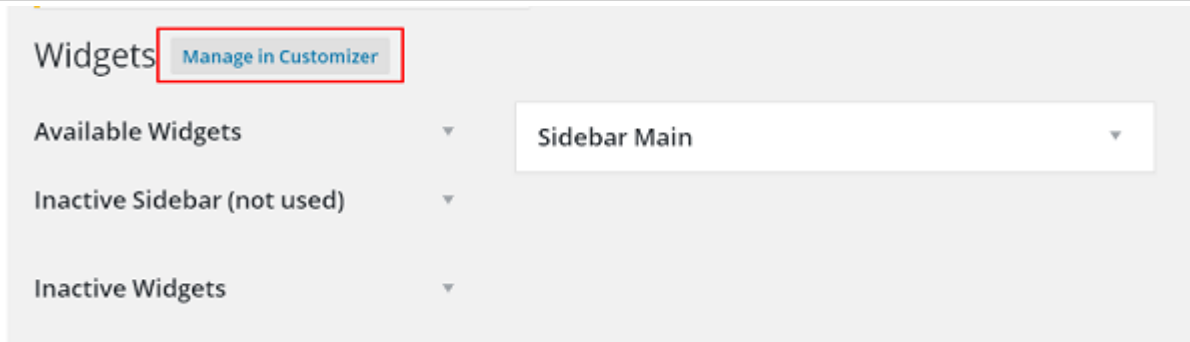 Widgets Manage in Customizer
Available Widgets
Sidebar Main
Inactive Sidebar (not used)
Inactive Widgets